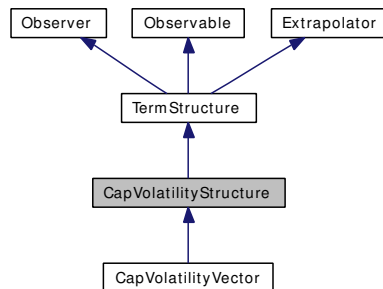 Observer Observable Extrapolator
TermStructure
CapVolatilityStructure
CapVolatilityVector